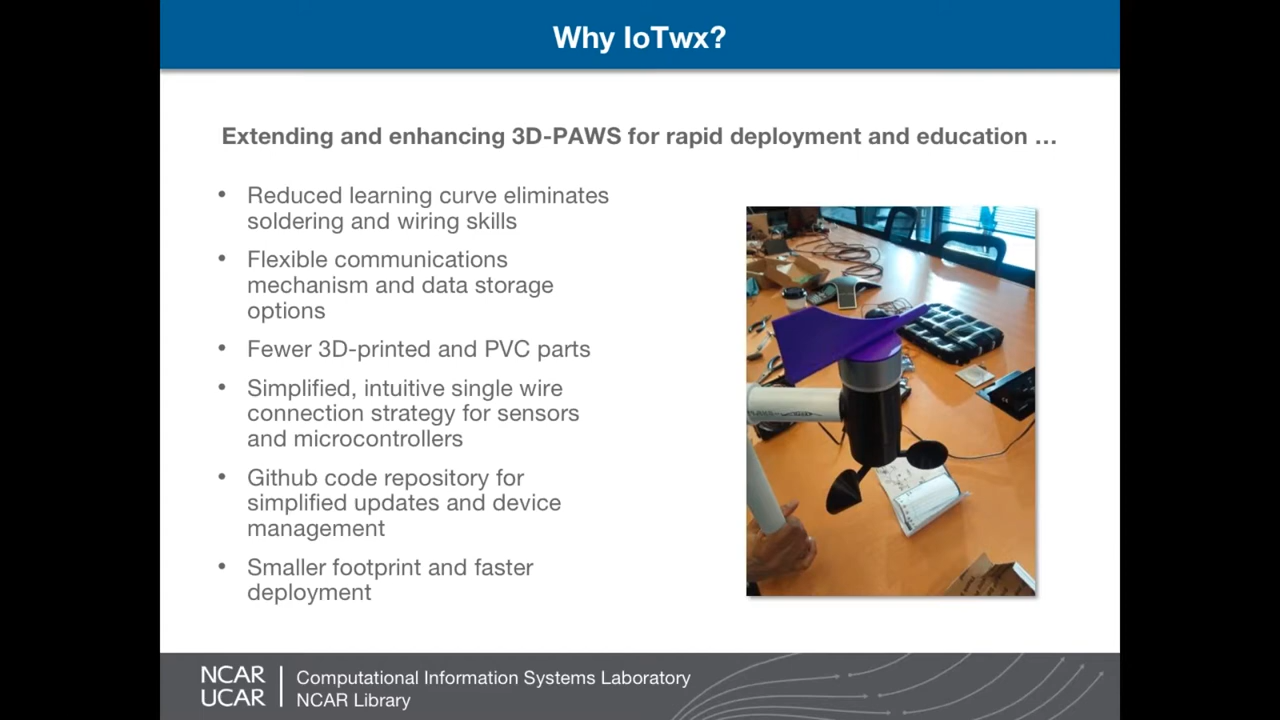 Why IoTwx?
Extending and enhancing 3D-PAWS for rapid deployment and education …
• Reduced learning curve eliminates
soldering and wiring skills
• Flexible communications
mechanism and data storage
options
• Fewer 3D-printed and PVC parts
• Simplified, intuitive single wire
connection strategy for sensors
and microcontrollers
• Github code repository for
simplified updates and device
management
• Smaller footprint and faster
deployment
NCAR
UCAR
Computational Information Systems Laboratory
NCAR Library